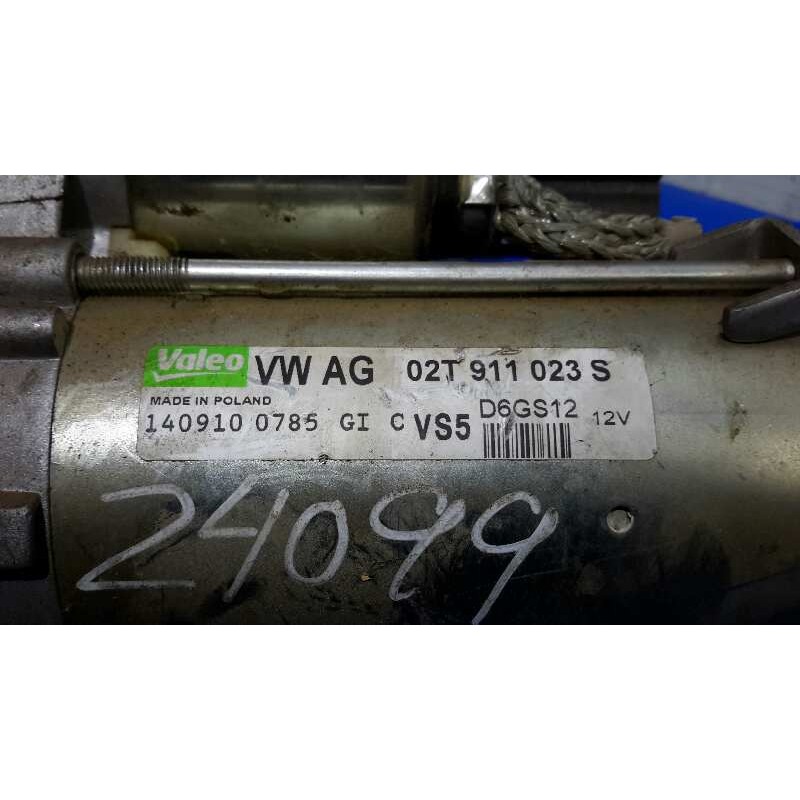 Valeo VW AG 02T 911 023 S
MADE IN POLAND
140910 0785 GI C VS5 D6GS12 12V
24099